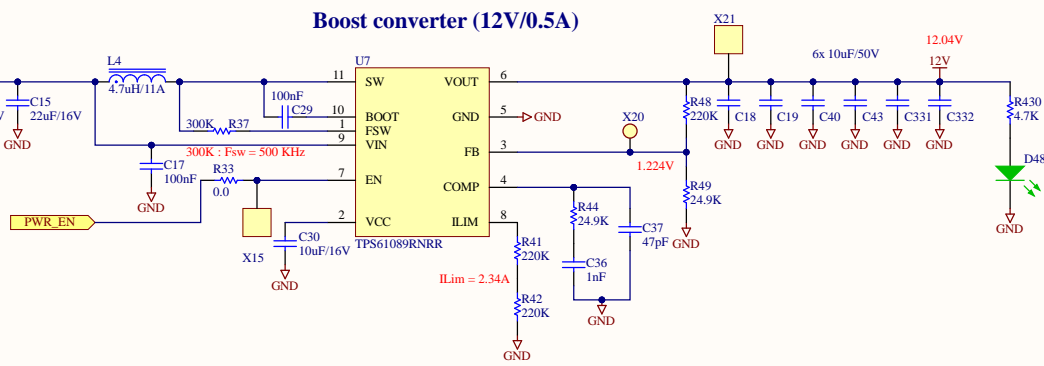 Boost converter (12V/0.5A)
X21
12.04V
L4
U7
6x 10uF/50V
12V
4.7uH/11A
11
SW
VOUT
6
C15
22uF/16V
GND
100nF
C29
10
BOOT
GND
5
GND
R48
220K
C18
C19
C40
C43
C331
C332
R430
4.7K
300K
R37
1
FSW
X20
GND
GND
GND
GND
GND
GND
300K : Fsw = 500 KHz
9
VIN
FB
3
1.224V
C17
100nF
R33
0.0
7
EN
COMP
4
D48
GND
R44
24.9K
R49
24.9K
PWR_EN
2
VCC
ILIM
8
C37
47pF
GND
GND
X15
C30
10uF/16V
TPS61089RNRR
R41
220K
C36
1nF
GND
ILim = 2.34A
R42
220K
GND
GND